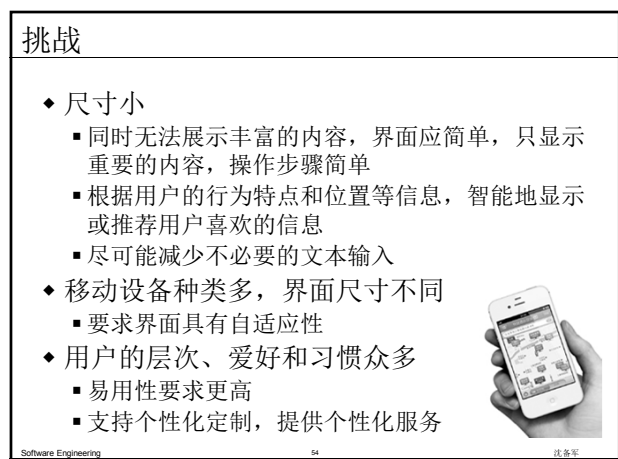 挑战
◆ 尺寸小
▪ 同时无法展示丰富的内容，界面应简单，只显示
重要的内容，操作步骤简单
▪ 根据用户的行为特点和位置等信息，智能地显示
或推荐用户喜欢的信息
▪ 尽可能减少不必要的文本输入
◆ 移动设备种类多，界面尺寸不同
▪ 要求界面具有自适应性
◆ 用户的层次、爱好和习惯众多
▪ 易用性要求更高
▪ 支持个性化定制，提供个性化服务
Software Engineering 54 沈备军